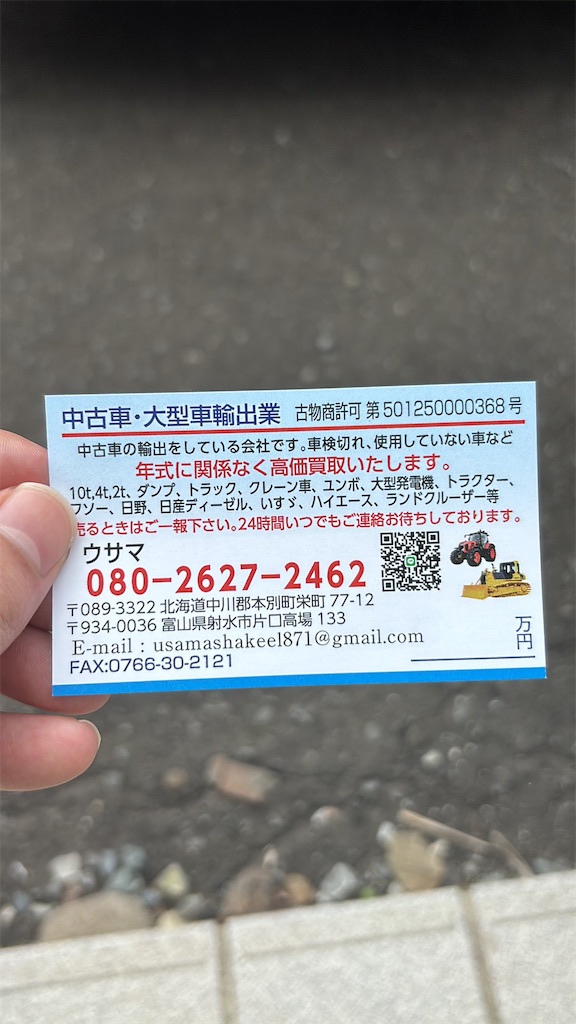 中古車・大型車輸出業 古物商許可 第501250000368号
中古車の輸出をしている会社です。車検切れ、使用していない車など
年式に関係なく高価買取いたします。
10t,4t,2t、ダンプ、トラック、クレーン車、ユンボ、大型発電機、トラクター、
フソー、日野、日産ディーゼル、いすゞ、ハイエース、ランドクルーザー等
売るときはご一報下さい。24時間いつでもご連絡お待ちしております。
ウサマ
080-2627-2462
〒089-3322 北海道中川郡本別町栄町 77-12
〒934-0036 富山県射水市片口高場 133
E-mail : usamashakeel871@gmail.com
FAX:0766-30-2121
万円